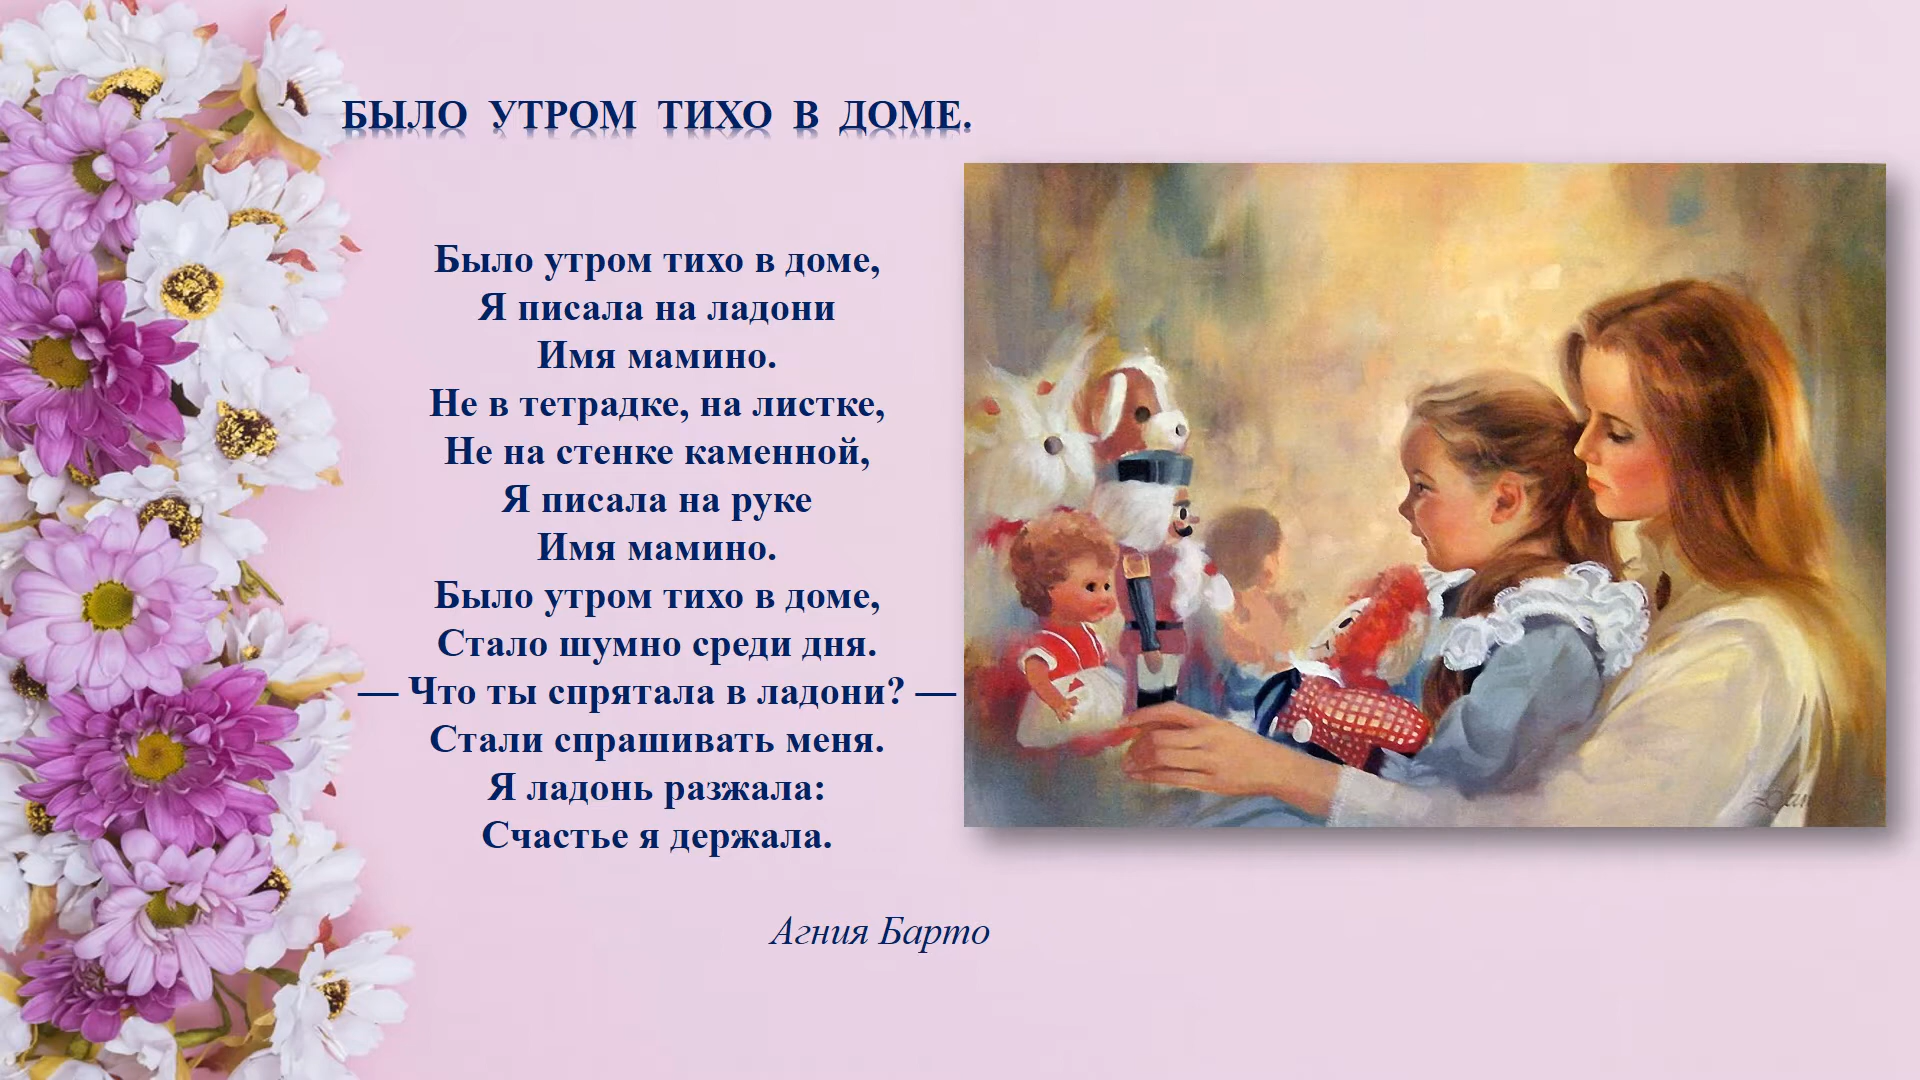 БЫЛО УТРОМ ТИХО В ДОМЕ.
Было утром тихо в доме,
Я писала на ладони
Имя мамино.
Не в тетрадке, на листке,
Не на стенке каменной,
Я писала на руке
Имя мамино.
Было утром тихо в доме,
Стало шумно среди дня.
— Что ты спрятала в ладони? —
Стали спрашивать меня.
Я ладонь разжала:
Счастье я держала.
Агния Барто